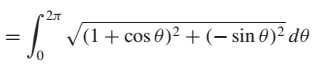 = ∫₀^{2π} √((1 + cos θ)² + (− sin θ)²) dθ